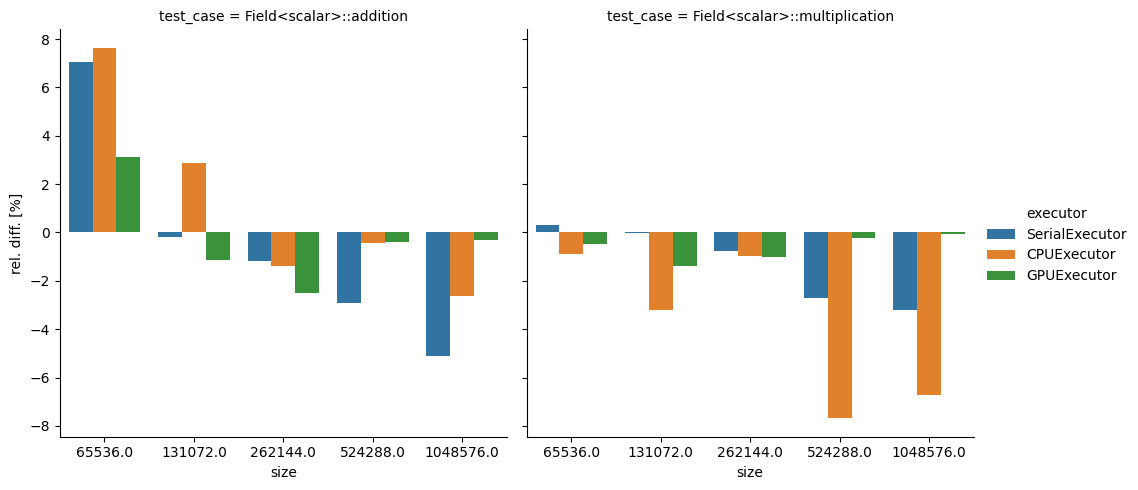 test_case = Field<scalar>::addition
test_case = Field<scalar>::multiplication
rel. diff. [%]
8
6
4
2
0
−2
−4
−6
−8
65536.0 131072.0 262144.0 524288.0 1048576.0
size
65536.0 131072.0 262144.0 524288.0 1048576.0
size
executor
SerialExecutor
CPUExecutor
GPUExecutor